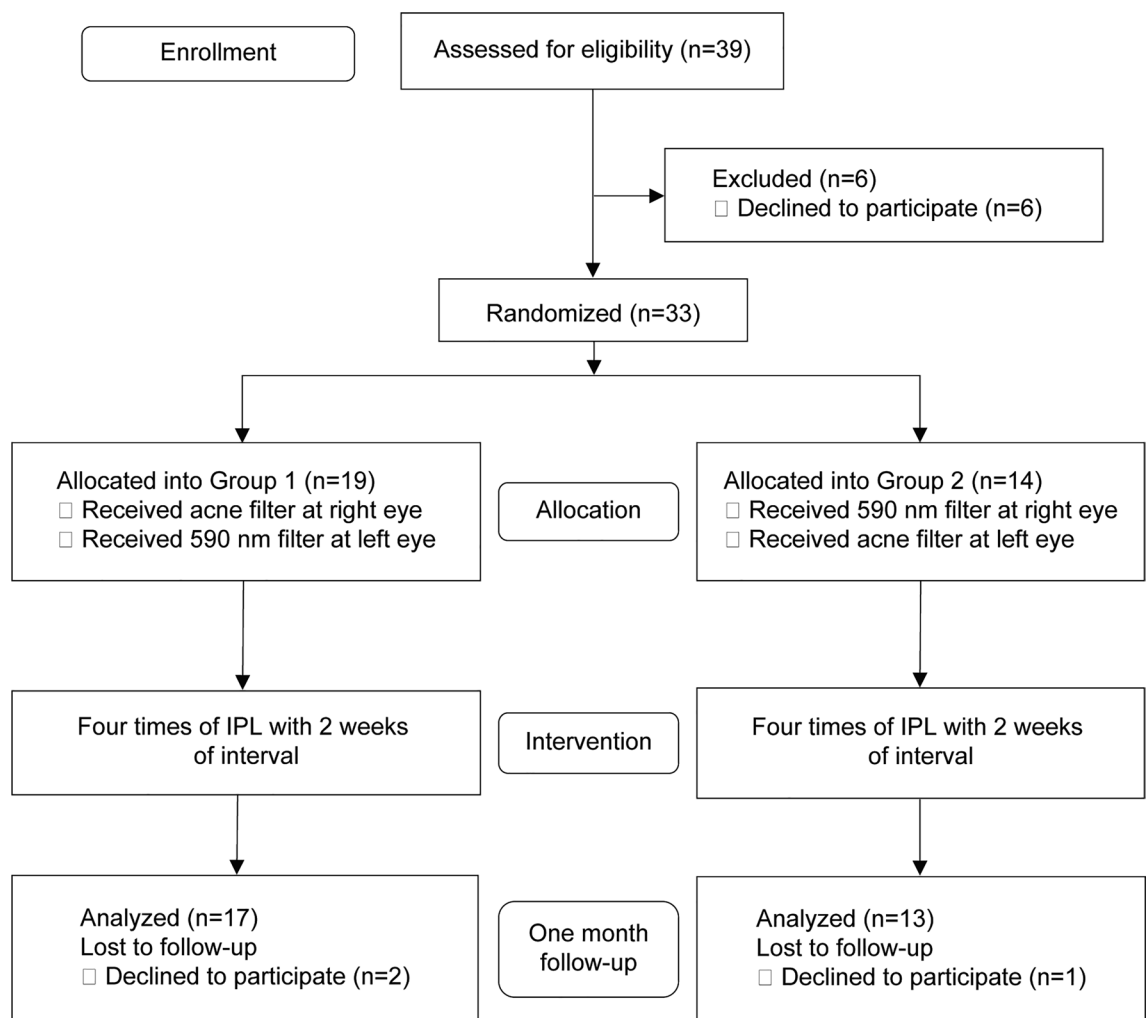 Enrollment
Assessed for eligibility (n=39)
Excluded (n=6)
□ Declined to participate (n=6)
Randomized (n=33)
Allocated into Group 1 (n=19)
□ Received acne filter at right eye
□ Received 590 nm filter at left eye
Allocation
Allocated into Group 2 (n=14)
□ Received 590 nm filter at right eye
□ Received acne filter at left eye
Four times of IPL with 2 weeks
of interval
Intervention
Four times of IPL with 2 weeks
of interval
Analyzed (n=17)
Lost to follow-up
□ Declined to participate (n=2)
One month
follow-up
Analyzed (n=13)
Lost to follow-up
□ Declined to participate (n=1)